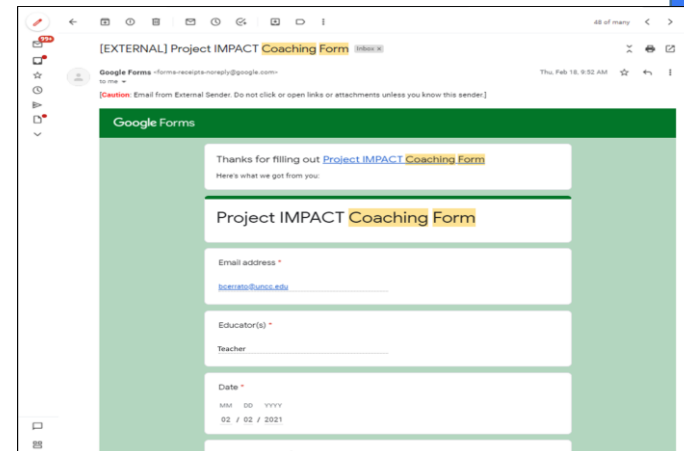 48 of many
99+
[EXTERNAL] Project IMPACT Coaching Form Inbox x
Google Forms <forms-receipts-noreply@google.com>
Thu, Feb 18, 9:52 AM
to me
[Caution: Email from External Sender. Do not click or open links or attachments unless you know this sender.]
Google Forms
Thanks for filling out Project IMPACT Coaching Form
Here's what we got from you:
Project IMPACT Coaching Form
Email address *
bcerrato@uncc.edu
Educator(s) *
Teacher
Date *
MM DD YYYY
02 / 02 / 2021